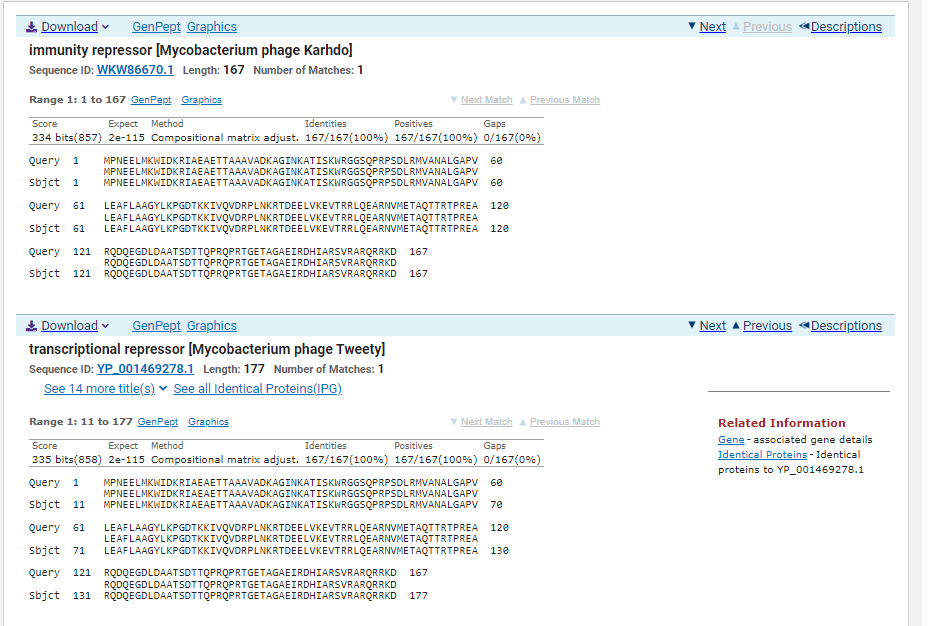 Download GenPept Graphics Next Previous Descriptions
immunity repressor [Mycobacterium phage Karhdo]
Sequence ID: WKW86670.1 Length: 167 Number of Matches: 1
Range 1: 1 to 167 GenPept Graphics Next Match Previous Match
Score Expect Method Identities Positives Gaps
334 bits(857) 2e-115 Compositional matrix adjust. 167/167(100%) 167/167(100%) 0/167(0%)
Query 1 MPNEELMKWIDKRIAEAETTAAAVADKAGINKATISKWRGGSQPRPSDLRMVANALGAPV 60
MPNEELMKWIDKRIAEAETTAAAVADKAGINKATISKWRGGSQPRPSDLRMVANALGAPV
Sbjct 1 MPNEELMKWIDKRIAEAETTAAAVADKAGINKATISKWRGGSQPRPSDLRMVANALGAPV 60
Query 61 LEAFLAAGYLKPGDTKKIVQVDRPLNKRTDEELVKEVTRRLQEARNVMETAQTTRTPREA 120
LEAFLAAGYLKPGDTKKIVQVDRPLNKRTDEELVKEVTRRLQEARNVMETAQTTRTPREA
Sbjct 61 LEAFLAAGYLKPGDTKKIVQVDRPLNKRTDEELVKEVTRRLQEARNVMETAQTTRTPREA 120
Query 121 RQDQEGDLDAATSDTTQPRQPRTGETAGAEIRDHIARSVRARQRRKD 167
RQDQEGDLDAATSDTTQPRQPRTGETAGAEIRDHIARSVRARQRRKD
Sbjct 121 RQDQEGDLDAATSDTTQPRQPRTGETAGAEIRDHIARSVRARQRRKD 167
Download GenPept Graphics Next Previous Descriptions
transcriptional repressor [Mycobacterium phage Tweety]
Sequence ID: YP_001469278.1 Length: 177 Number of Matches: 1
See 14 more title(s) See all Identical Proteins(IPG)
Range 1: 11 to 177 GenPept Graphics Next Match Previous Match
Score Expect Method Identities Positives Gaps
335 bits(858) 2e-115 Compositional matrix adjust. 167/167(100%) 167/167(100%) 0/167(0%)
Query 1 MPNEELMKWIDKRIAEAETTAAAVADKAGINKATISKWRGGSQPRPSDLRMVANALGAPV 60
MPNEELMKWIDKRIAEAETTAAAVADKAGINKATISKWRGGSQPRPSDLRMVANALGAPV
Sbjct 11 MPNEELMKWIDKRIAEAETTAAAVADKAGINKATISKWRGGSQPRPSDLRMVANALGAPV 70
Query 61 LEAFLAAGYLKPGDTKKIVQVDRPLNKRTDEELVKEVTRRLQEARNVMETAQTTRTPREA 120
LEAFLAAGYLKPGDTKKIVQVDRPLNKRTDEELVKEVTRRLQEARNVMETAQTTRTPREA
Sbjct 71 LEAFLAAGYLKPGDTKKIVQVDRPLNKRTDEELVKEVTRRLQEARNVMETAQTTRTPREA 130
Query 121 RQDQEGDLDAATSDTTQPRQPRTGETAGAEIRDHIARSVRARQRRKD 167
RQDQEGDLDAATSDTTQPRQPRTGETAGAEIRDHIARSVRARQRRKD
Sbjct 131 RQDQEGDLDAATSDTTQPRQPRTGETAGAEIRDHIARSVRARQRRKD 177
Related Information
Gene - associated gene details
Identical Proteins - Identical
proteins to YP_001469278.1